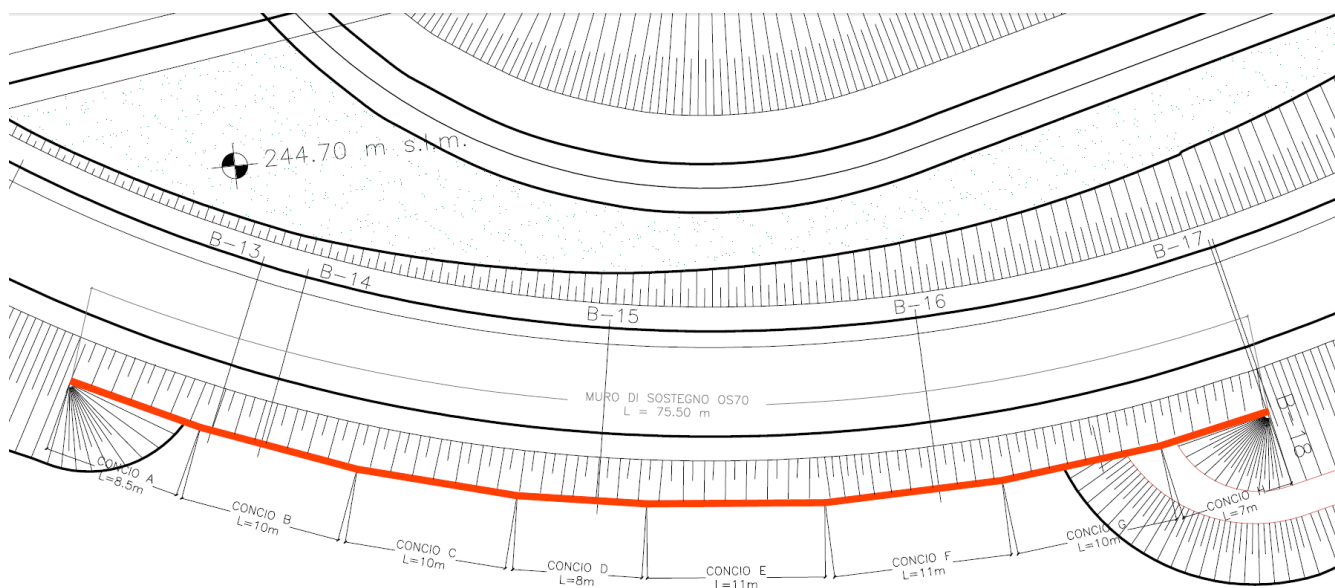 244.70 m s.l.m.
B-13
B-14
B-15
B-16
B-17
B-18
MURO DI SOSTEGNO OS70
L = 75.50 m
CONCIO A
L=8.5m
CONCIO B
L=10m
CONCIO C
L=10m
CONCIO D
L=8m
CONCIO E
L=11m
CONCIO F
L=11m
CONCIO G
L=10m
CONCIO H
L=7m